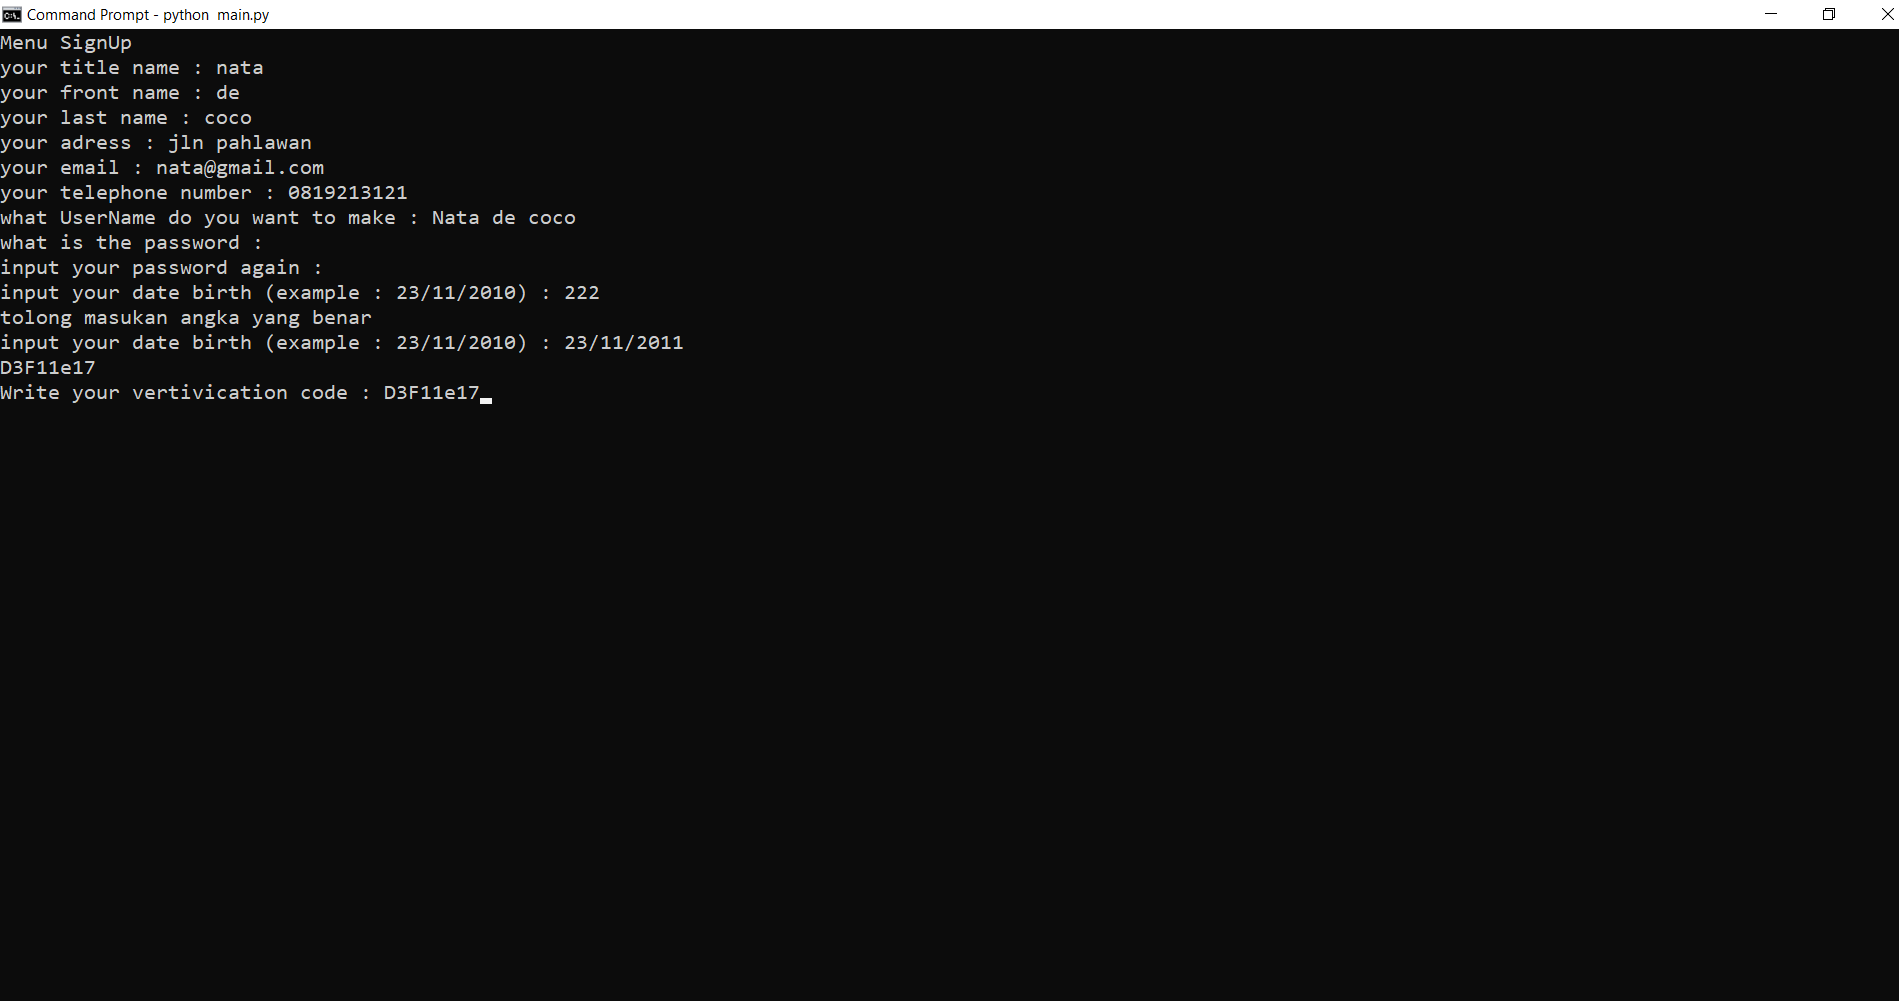 Command Prompt - python  main.py
Menu SignUp
your title name : nata
your front name : de
your last name : coco
your adress : jln pahlawan
your email : nata@gmail.com
your telephone number : 0819213121
what UserName do you want to make : Nata de coco
what is the password :
input your password again :
input your date birth (example : 23/11/2010) : 222
tolong masukan angka yang benar
input your date birth (example : 23/11/2010) : 23/11/2011
D3F11e17
Write your vertivication code : D3F11e17